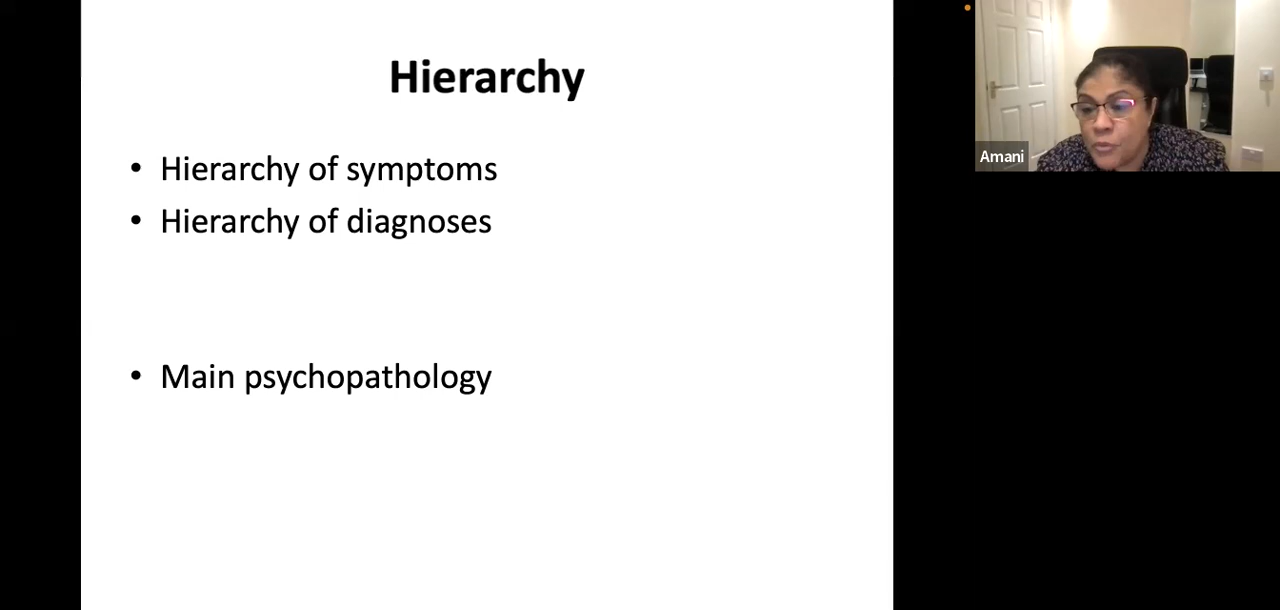 Hierarchy
• Hierarchy of symptoms
• Hierarchy of diagnoses
• Main psychopathology
Amani